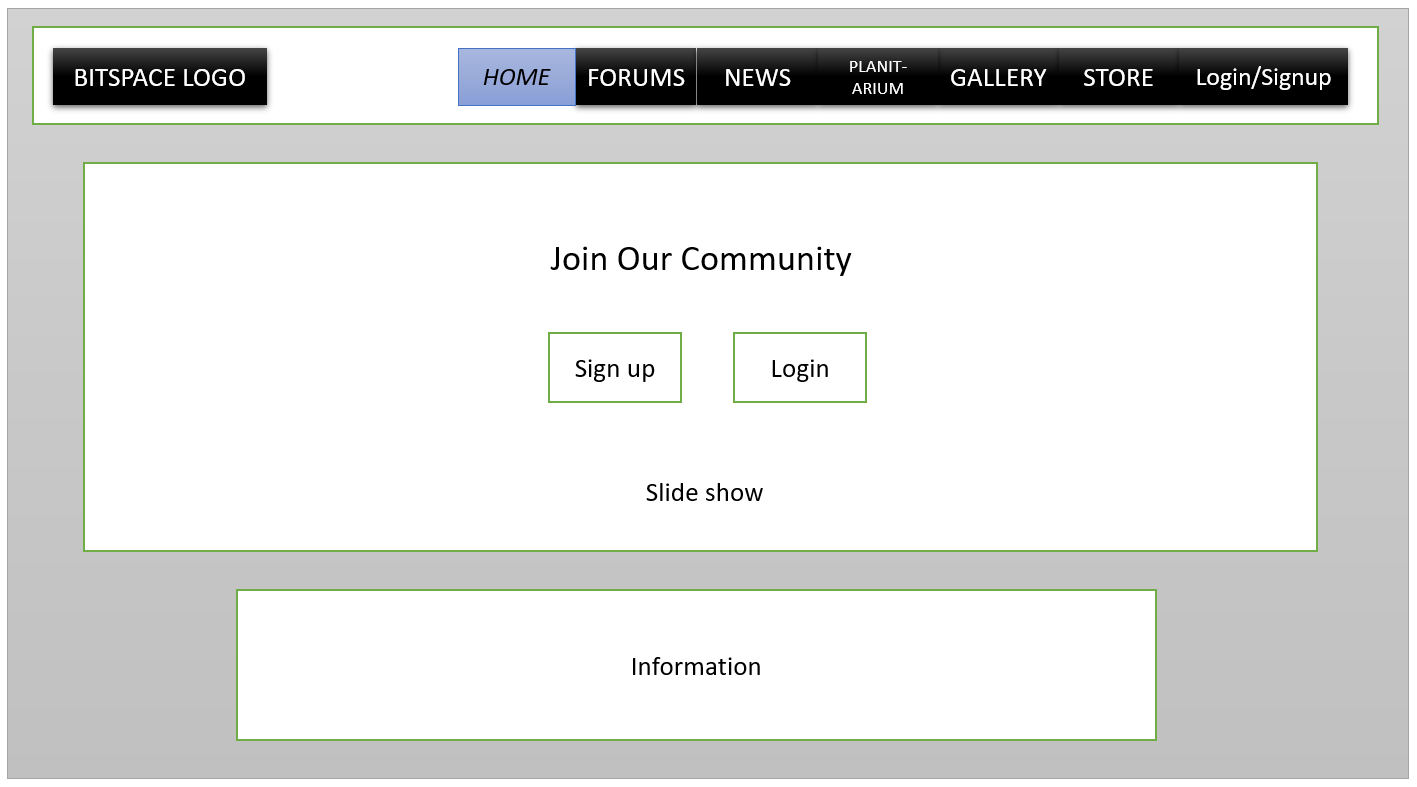 BITSPACE LOGO
HOME
FORUMS
NEWS
PLANIT-
ARIUM
GALLERY
STORE
Login/Signup
Join Our Community
Sign up
Login
Slide show
Information